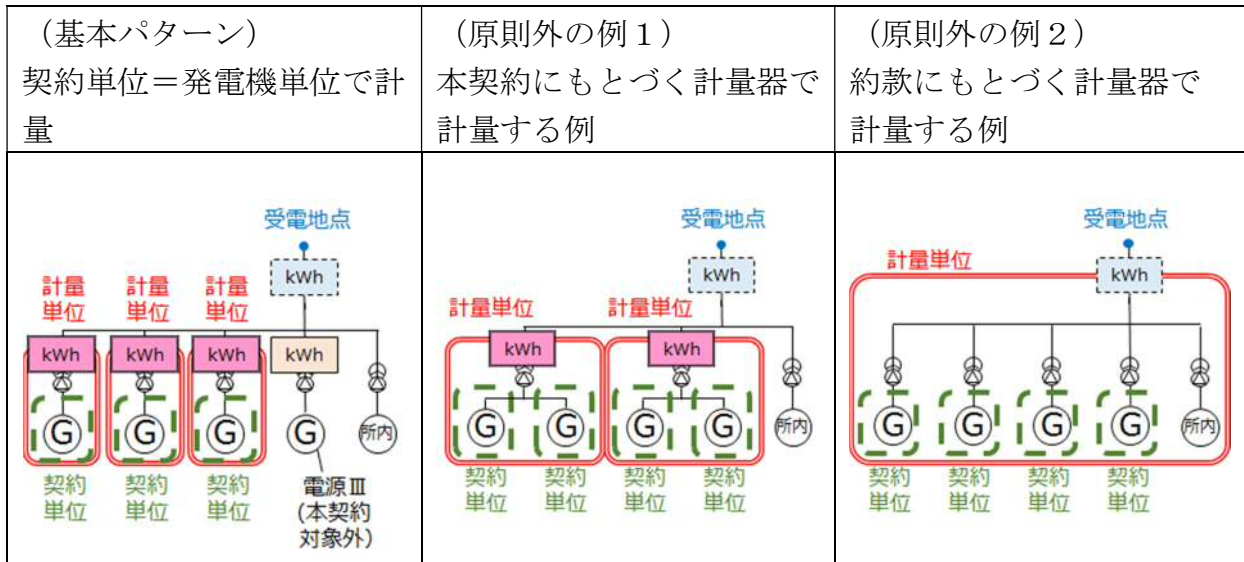 （基本パターン）
契約単位＝発電機単位で計
量
（原則外の例１）
本契約にもとづく計量器で
計量する例
（原則外の例２）
約款にもとづく計量器で
計量する例
受電地点
kWh
計量
単位
計量
単位
計量
単位
kWh
kWh
kWh
kWh
G
G
G
G
所内
契約
単位
契約
単位
契約
単位
電源Ⅲ
(本契約
対象外）
受電地点
kWh
計量単位
計量単位
kWh
kWh
G
G
G
G
所内
契約
単位
契約
単位
契約
単位
契約
単位
受電地点
計量単位
kWh
G
G
G
G
所内
契約
単位
契約
単位
契約
単位
契約
単位